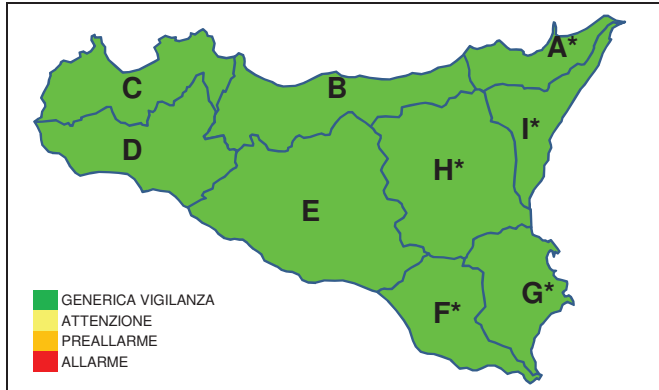 A*
C
B
I*
D
H*
E
G*
F*
GENERICA VIGILANZA
ATTENZIONE
PREALLARME
ALLARME